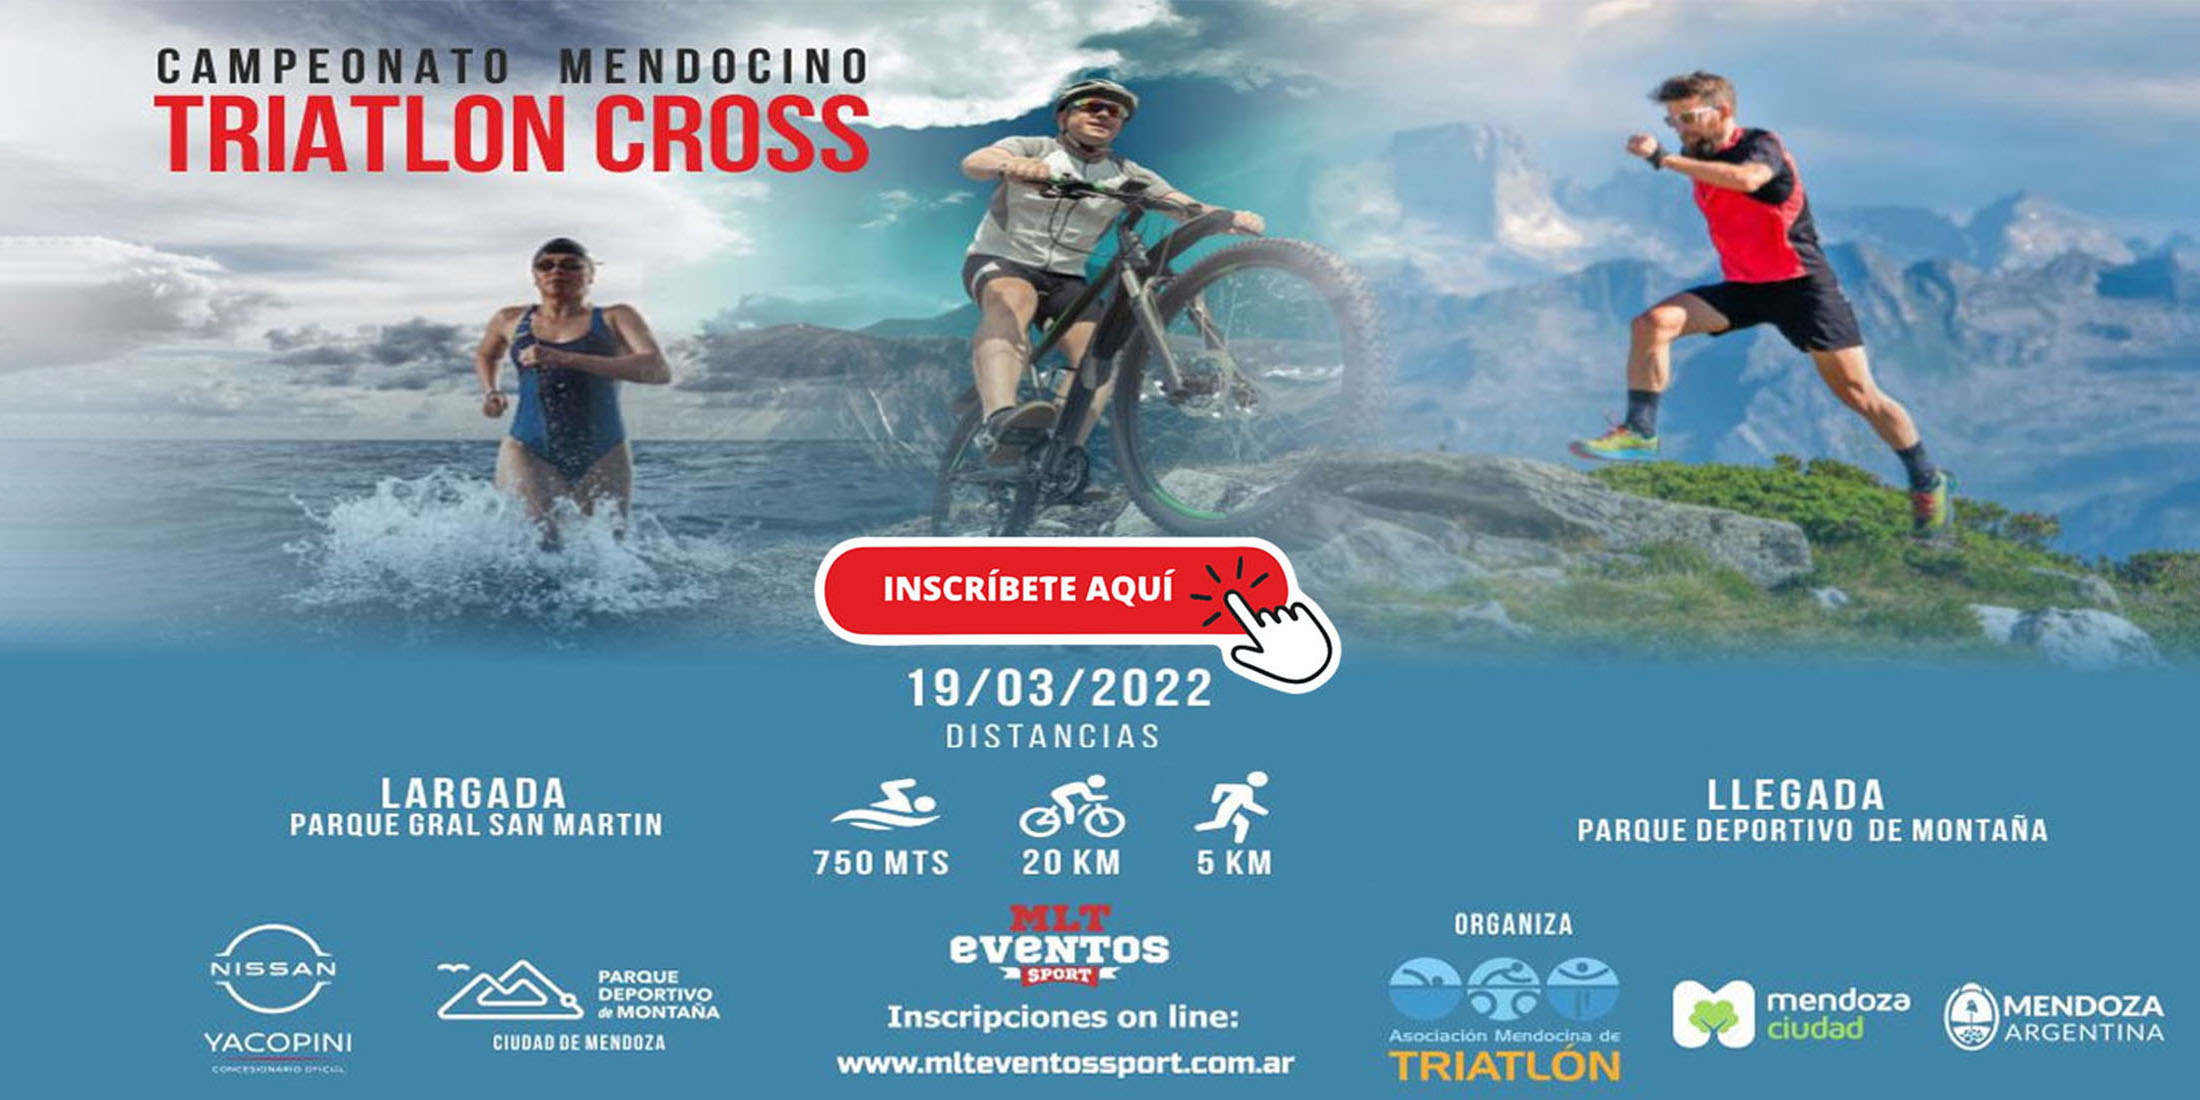 CAMPEONATO MENDOCINO
TRIATLON CROSS
INSCRÍBETE AQUÍ
19/03/2022
DISTANCIAS
LARGADA
PARQUE GRAL SAN MARTIN
750 MTS
20 KM
5 KM
LLEGADA
PARQUE DEPORTIVO DE MONTAÑA
NISSAN
YACOPINI
CONCESIONARIO OFICIAL
PARQUE
DEPORTIVO
de MONTAÑA
CIUDAD DE MENDOZA
MLT
eVENTOS
SPORT
Inscripciones on line:
www.mlteventossport.com.ar
ORGANIZA
Asociación Mendocina de
TRIATLÓN
mendoza
ciudad
MENDOZA
ARGENTINA